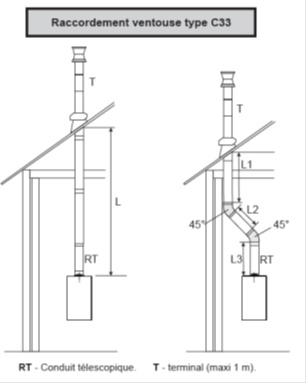 Raccordement ventouse type C33
T
T
L1
L
L2
45°
45°
RT
L3
RT
RT - Conduit télescopique. T - terminal (maxi 1 m).